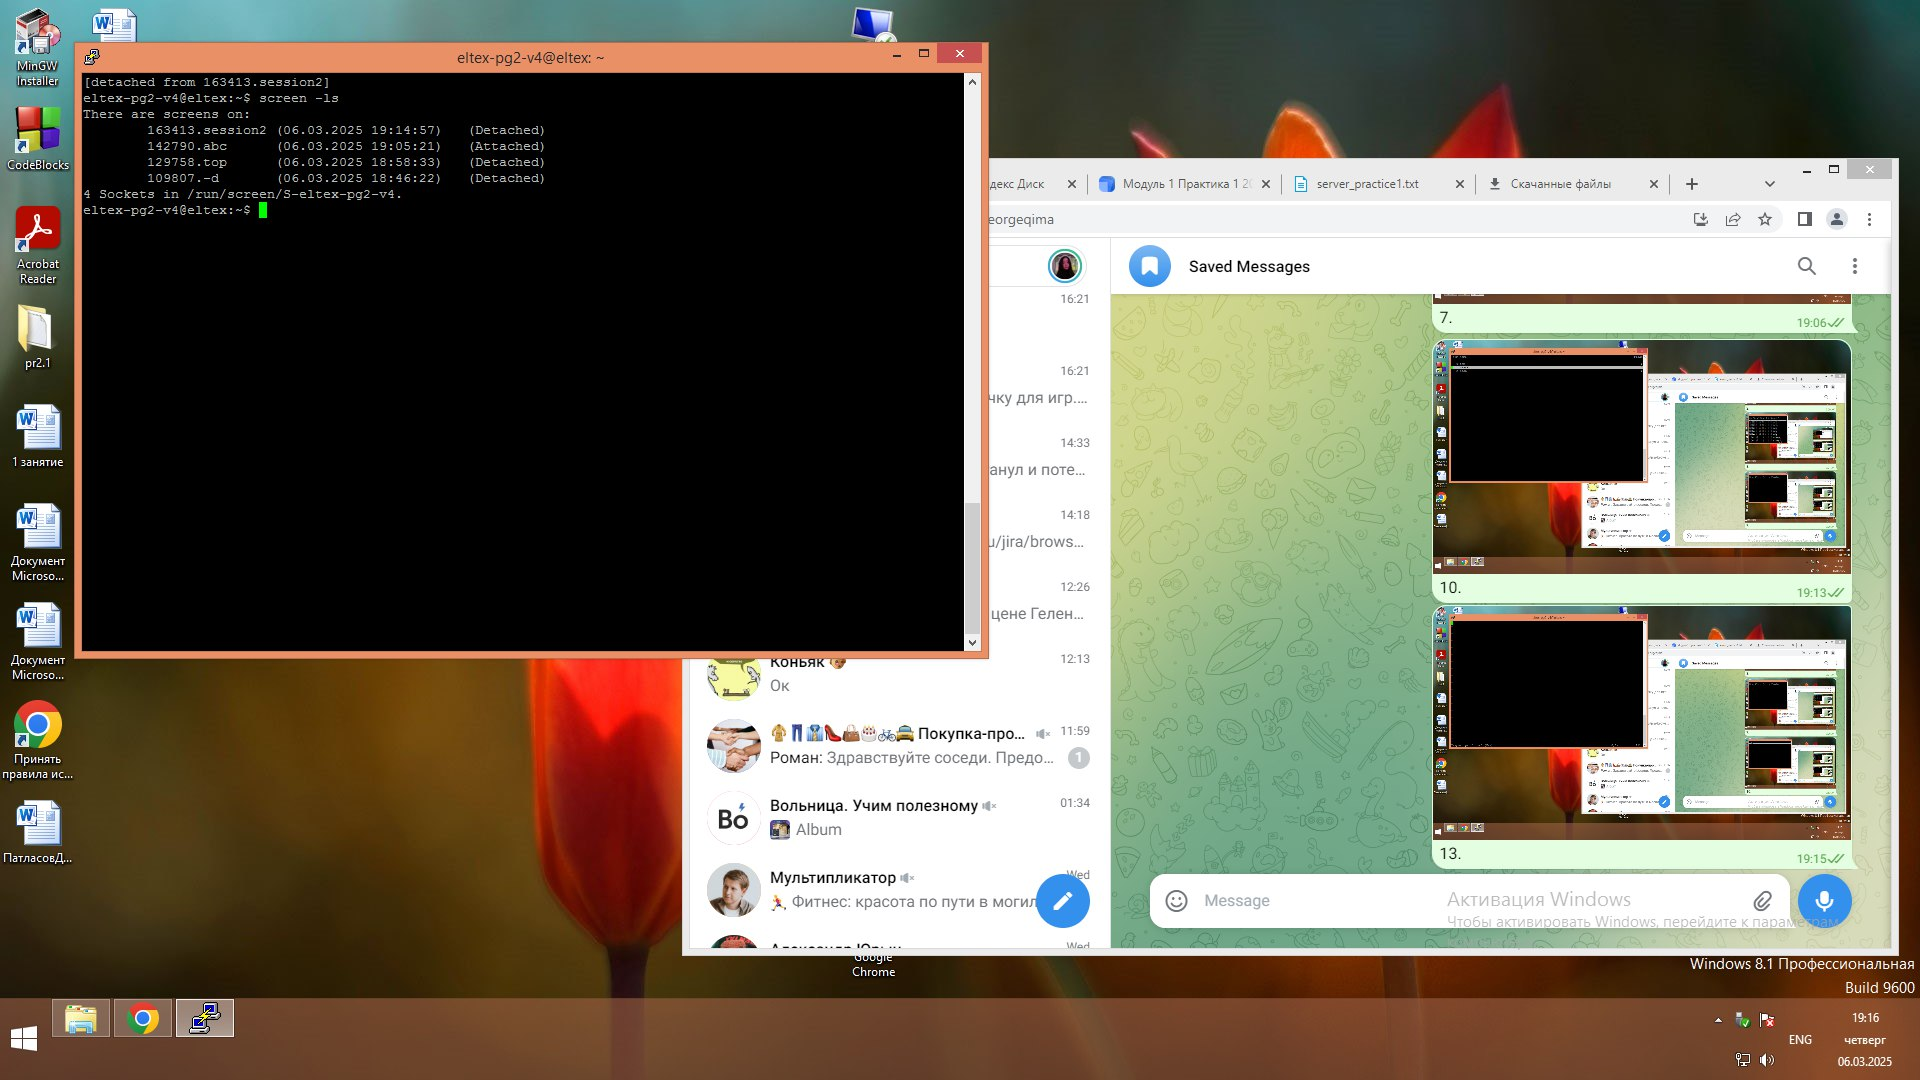 MinGW
Installer
CodeBlocks
Acrobat
Reader
pr2.1
1 занятие
Документ
Microso...
Документ
Microso...
Принять
правила ис...
ПатласовД...
eltex-pg2-v4@eltex: ~
[detached from 163413.session2]
eltex-pg2-v4@eltex:~$ screen -ls
There are screens on:
163413.session2 (06.03.2025 19:14:57) (Detached)
142790.abc (06.03.2025 19:05:21) (Attached)
129758.top (06.03.2025 18:58:33) (Detached)
109807.-d (06.03.2025 18:46:22) (Detached)
4 Sockets in /run/screen/S-eltex-pg2-v4.
eltex-pg2-v4@eltex:~$
декс Диск
Модуль 1 Практика 1 20
server_practice1.txt
Скачанные файлы
eorgeqima
16:21
16:21
чку для игр....
14:33
анул и поте...
14:18
u/jira/brows...
12:26
цене Гелен...
Коньяк 12:13
Ок
Покупка-про... 11:59
Роман: Здравствуйте соседи. Предо... 1
Вольница. Учим полезному 01:34
Bo
Album
Мультипликатор Wed
Фитнес: красота по пути в могил
Александр Юрьи Wed
Saved Messages
7.
19:06
10.
19:13
13.
19:15
Message
Активация Windows
Чтобы активировать Windows, перейдите к параметрам
Google
Chrome
Windows 8.1 Профессиональная
Build 9600
19:16
ENG
четверг
06.03.2025